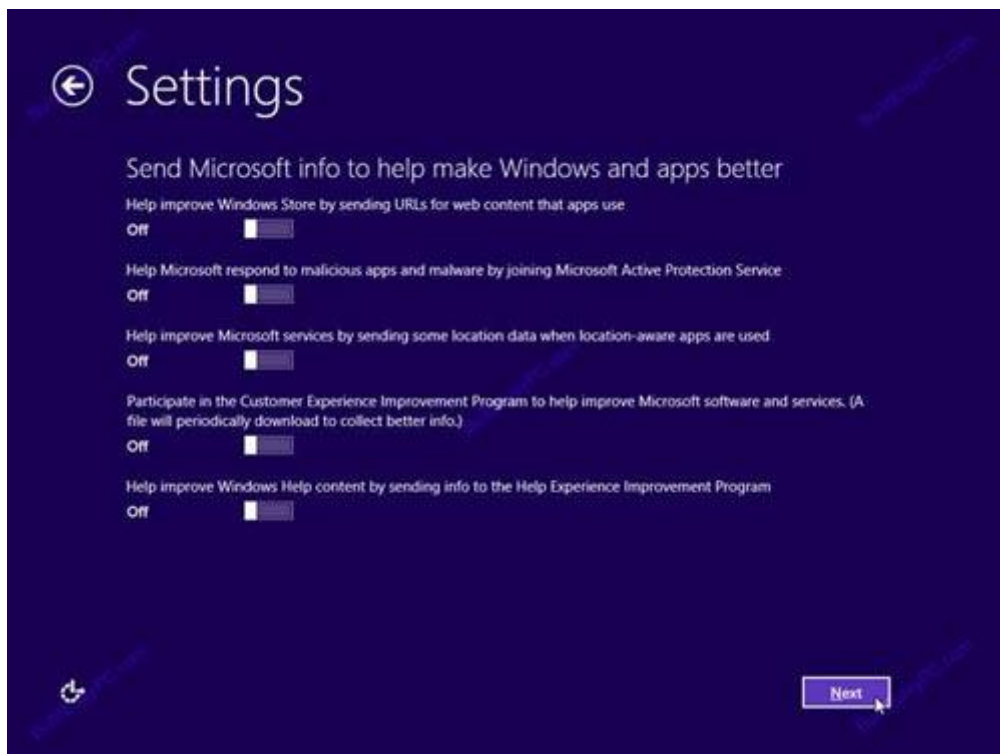 Settings
Send Microsoft info to help make Windows and apps better
Help improve Windows Store by sending URLs for web content that apps use
Off
Help Microsoft respond to malicious apps and malware by joining Microsoft Active Protection Service
Off
Help improve Microsoft services by sending some location data when location-aware apps are used
Off
Participate in the Customer Experience Improvement Program to help improve Microsoft software and services. (A
file will periodically download to collect better info.)
Off
Help improve Windows Help content by sending info to the Help Experience Improvement Program
Off
Next